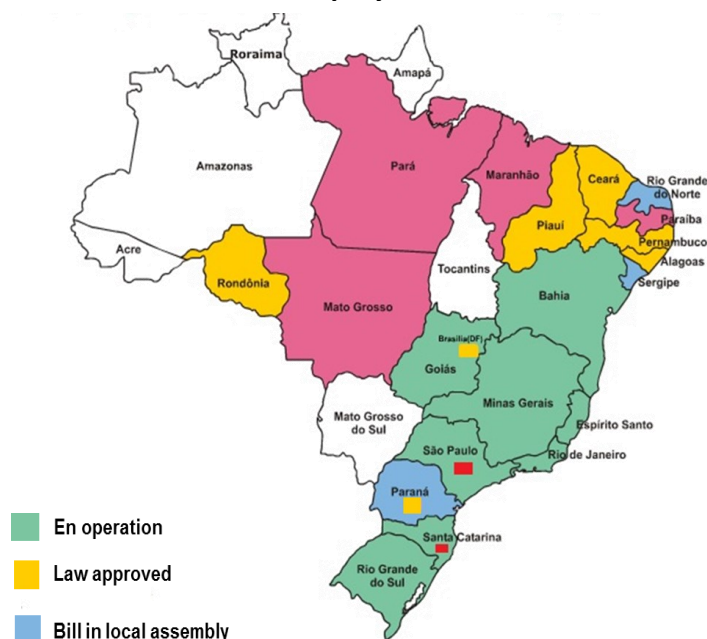 Roraima
Amapá
Amazonas
Pará
Maranhão
Ceará
Rio Grande
do Norte
Paraíba
Piauí
Pernambuco
Acre
Alagoas
Rondônia
Tocantins
Sergipe
Bahia
Mato Grosso
Brasília(DF)
Goiás
Minas Gerais
Mato Grosso
do Sul
Espírito Santo
São Paulo
Rio de Janeiro
Paraná
En operation
Santa Catarina
Law approved
Rio Grande
do Sul
Bill in local assembly